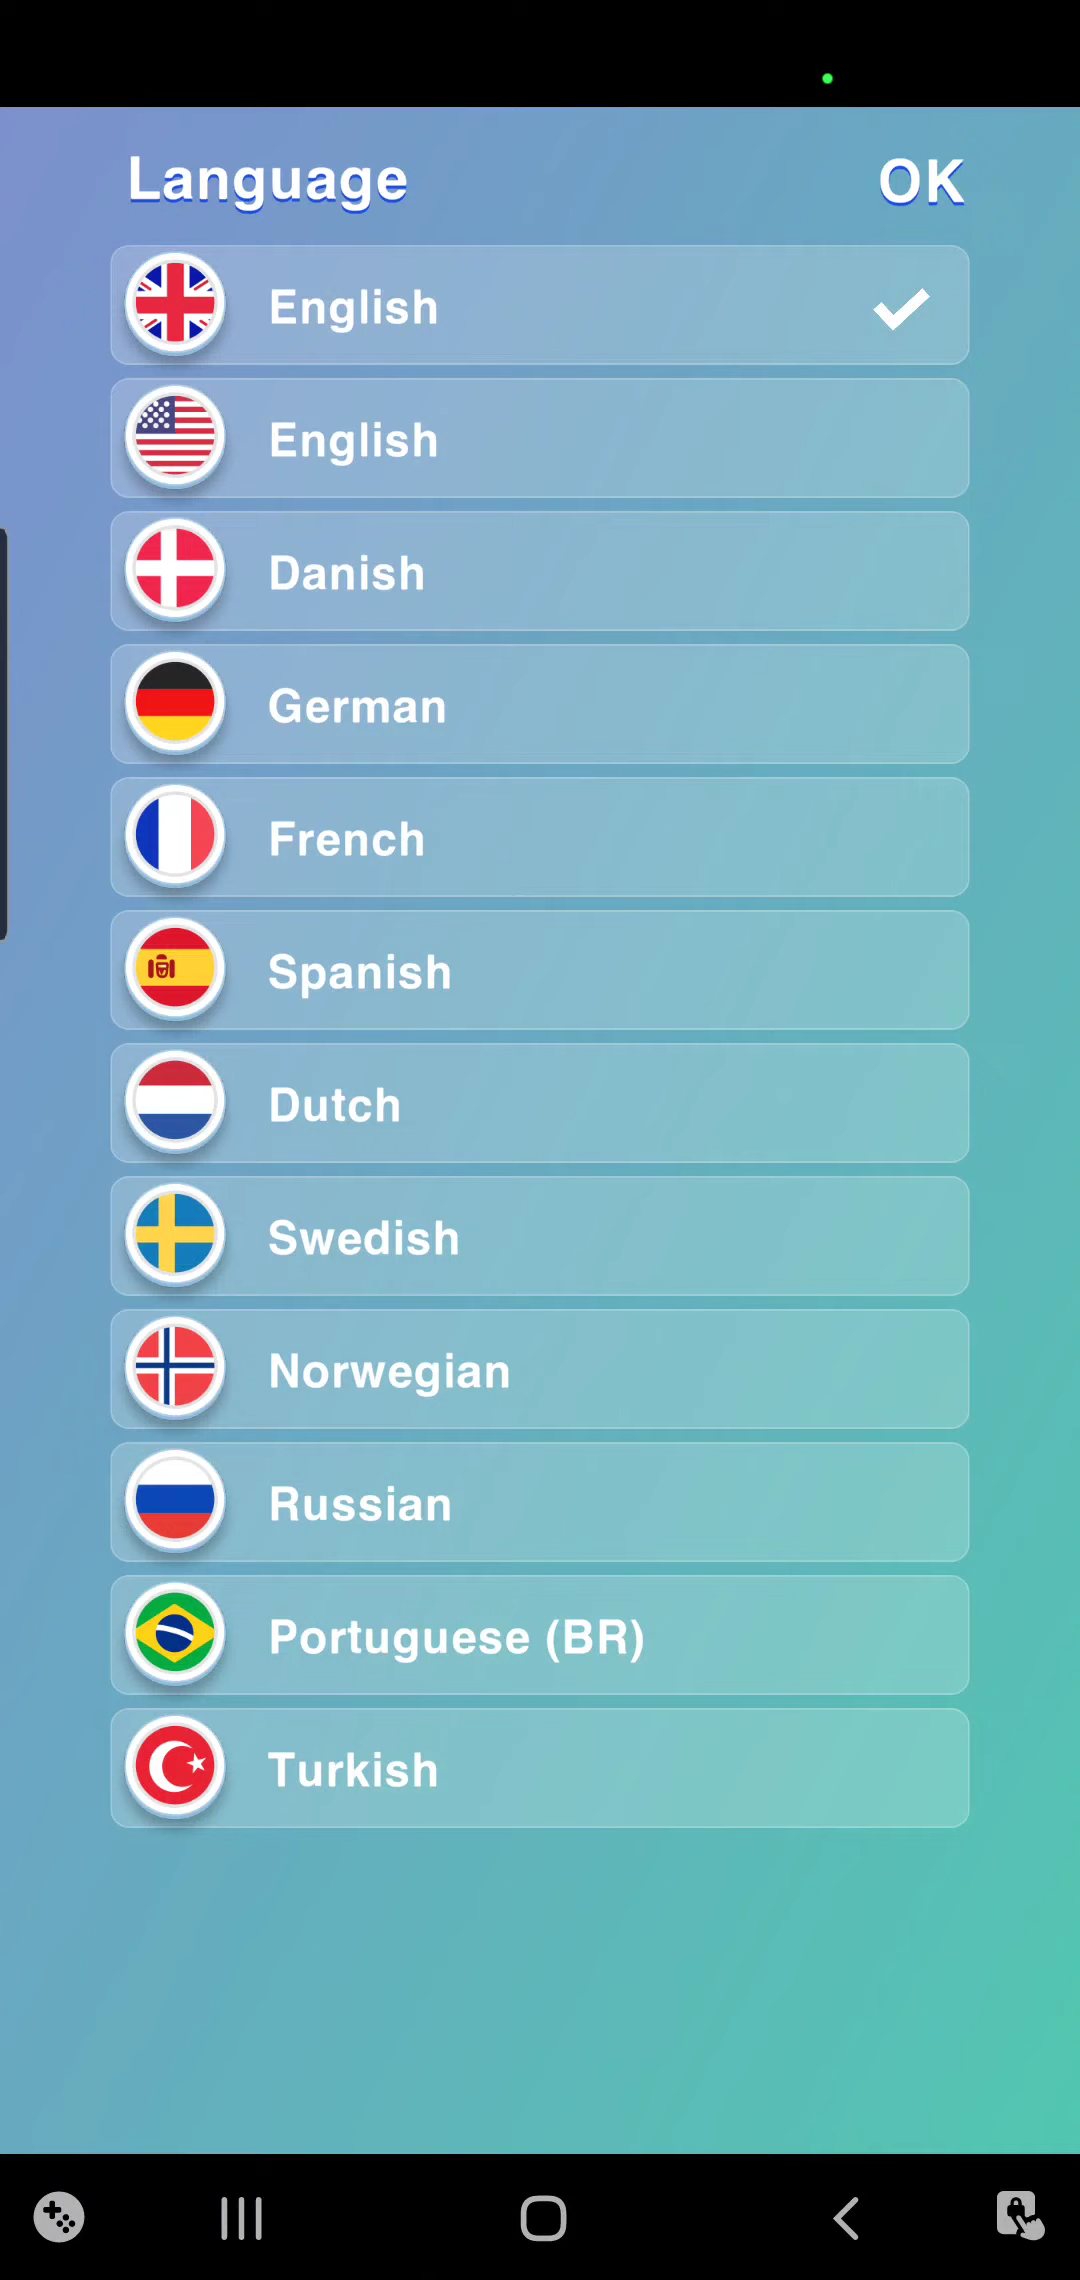 Language
OK
English
English
Danish
German
French
Spanish
Dutch
Swedish
Norwegian
Russian
Portuguese (BR)
Turkish